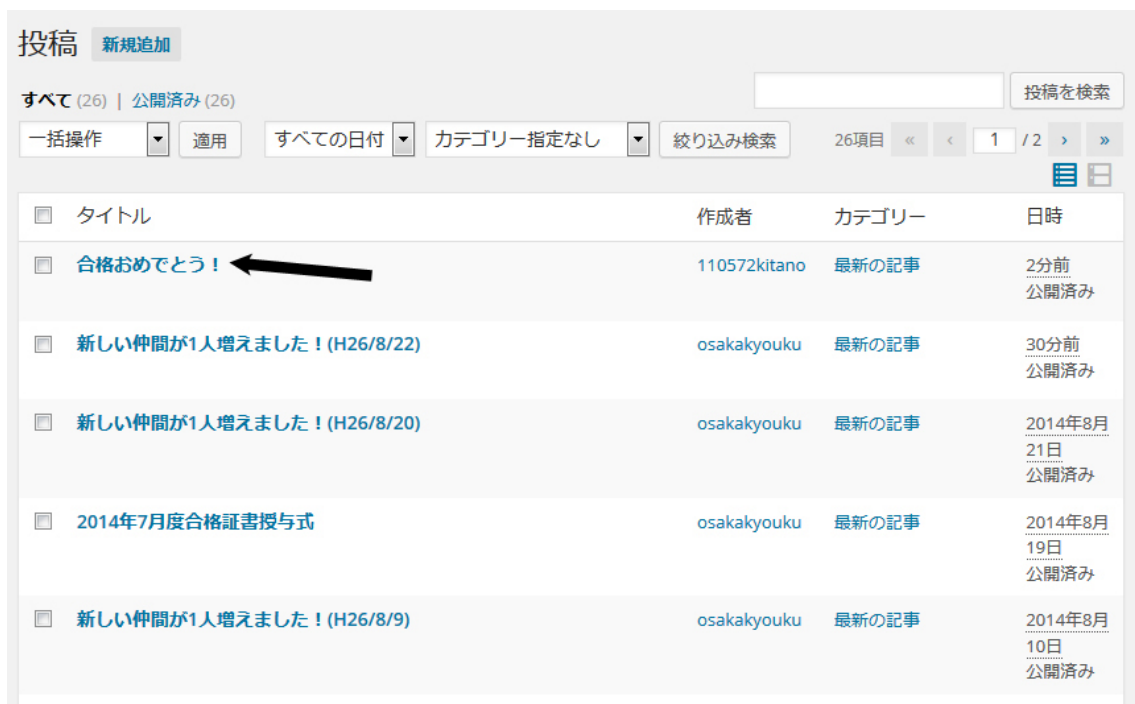 投稿 新規追加
すべて (26) | 公開済み (26)
投稿を検索
一括操作 適用 すべての日付 カテゴリー指定なし 絞り込み検索 26項目 « ‹ 1 / 2 › »
タイトル 作成者 カテゴリー 日時
合格おめでとう！ 110572kitano 最新の記事 2分前
公開済み
新しい仲間が1人増えました！(H26/8/22) osakakyouku 最新の記事 30分前
公開済み
新しい仲間が1人増えました！(H26/8/20) osakakyouku 最新の記事 2014年8月
21日
公開済み
2014年7月度合格証書授与式 osakakyouku 最新の記事 2014年8月
19日
公開済み
新しい仲間が1人増えました！(H26/8/9) osakakyouku 最新の記事 2014年8月
10日
公開済み